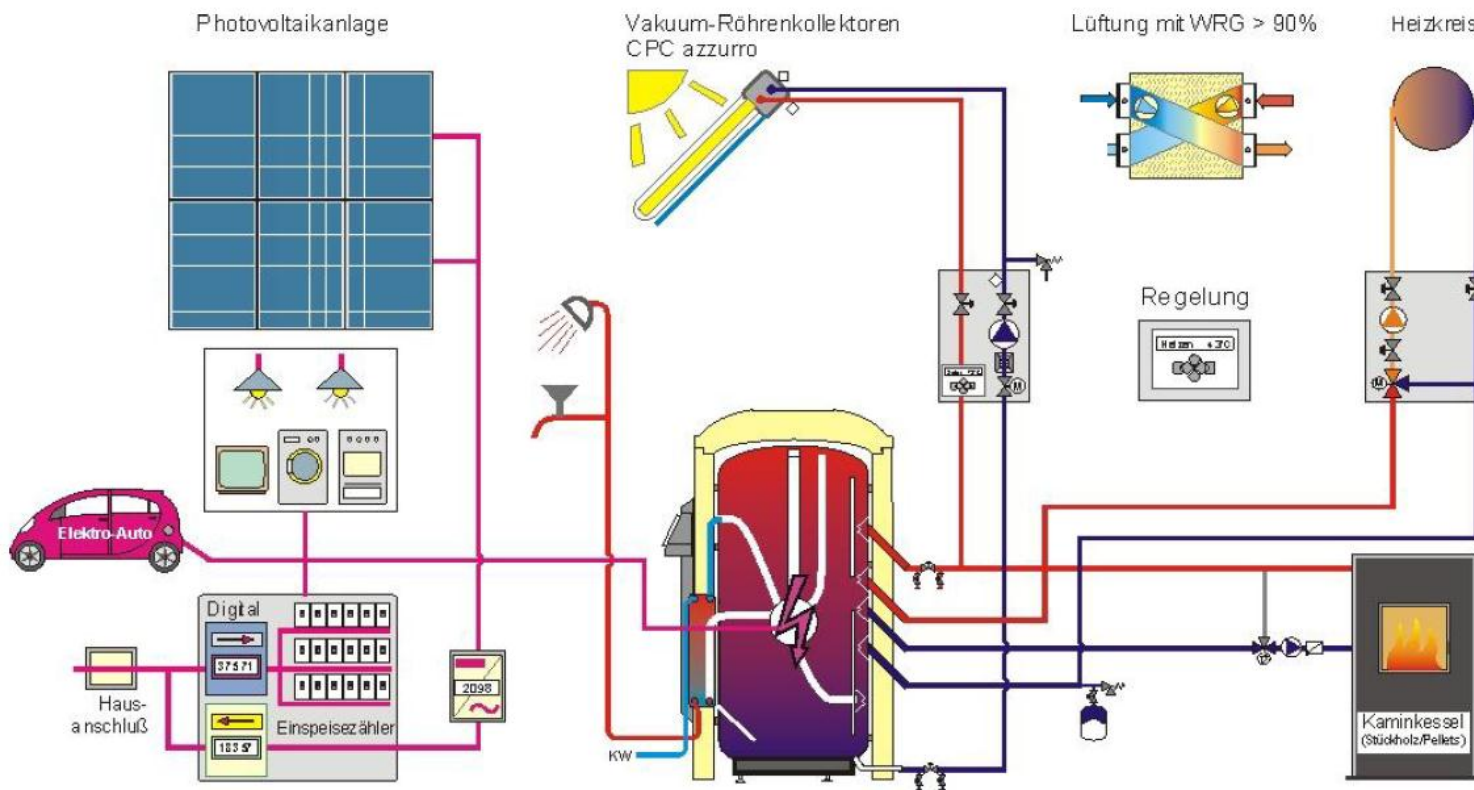 Photovoltaikanlage
Vakuum-Röhrenkollektoren
CPC azzurro
Lüftung mit WRG > 90%
Heizkreis
Regelung
Heizen
Elektro-Auto
Digital
37571
Haus-
anschluß
Einspeisezähler
18357
2098
KW
M
M
Kaminkessel
(Stückholz/Pellets)